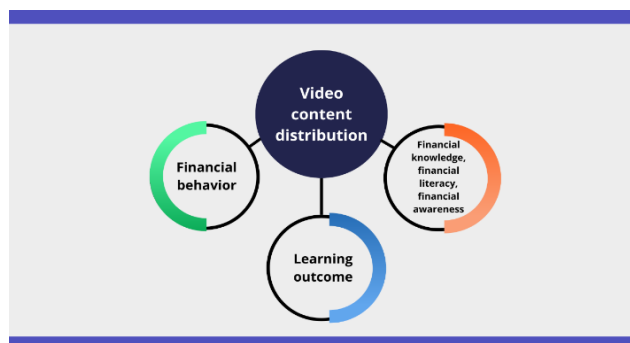 Video
content
distribution
Financial
behavior
Financial
knowledge,
financial
literacy,
financial
awareness
Learning
outcome